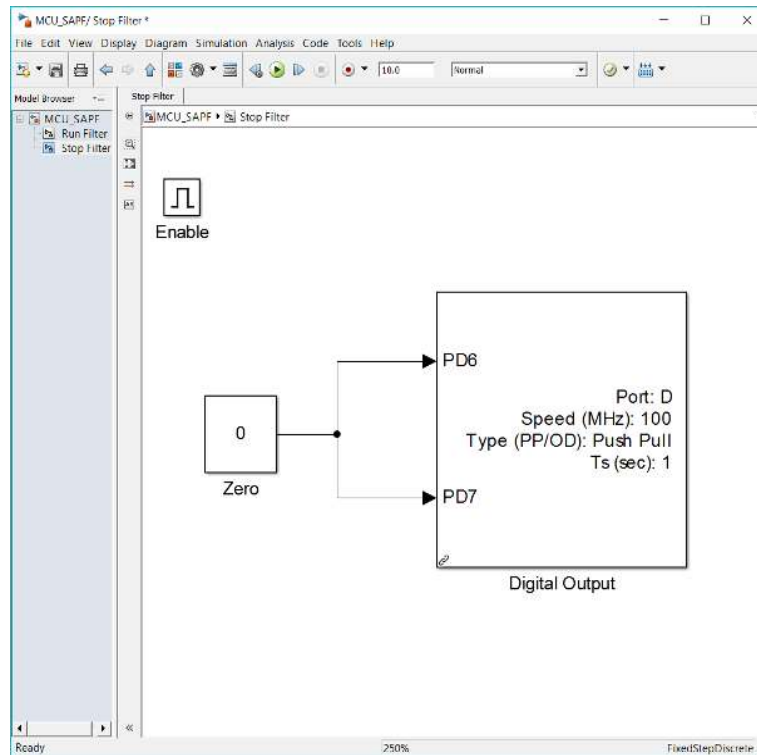 MCU_SAPF/ Stop Filter *
File Edit View Display Diagram Simulation Analysis Code Tools Help
10.0 Normal
Model Browser
Stop Filter
MCU_SAPF
Run Filter
Stop Filter
MCU_SAPF Stop Filter
Enable
0
Zero
PD6
Port: D
Speed (MHz): 100
Type (PP/OD): Push Pull
Ts (sec): 1
PD7
Digital Output
Ready 250% FixedStepDiscrete